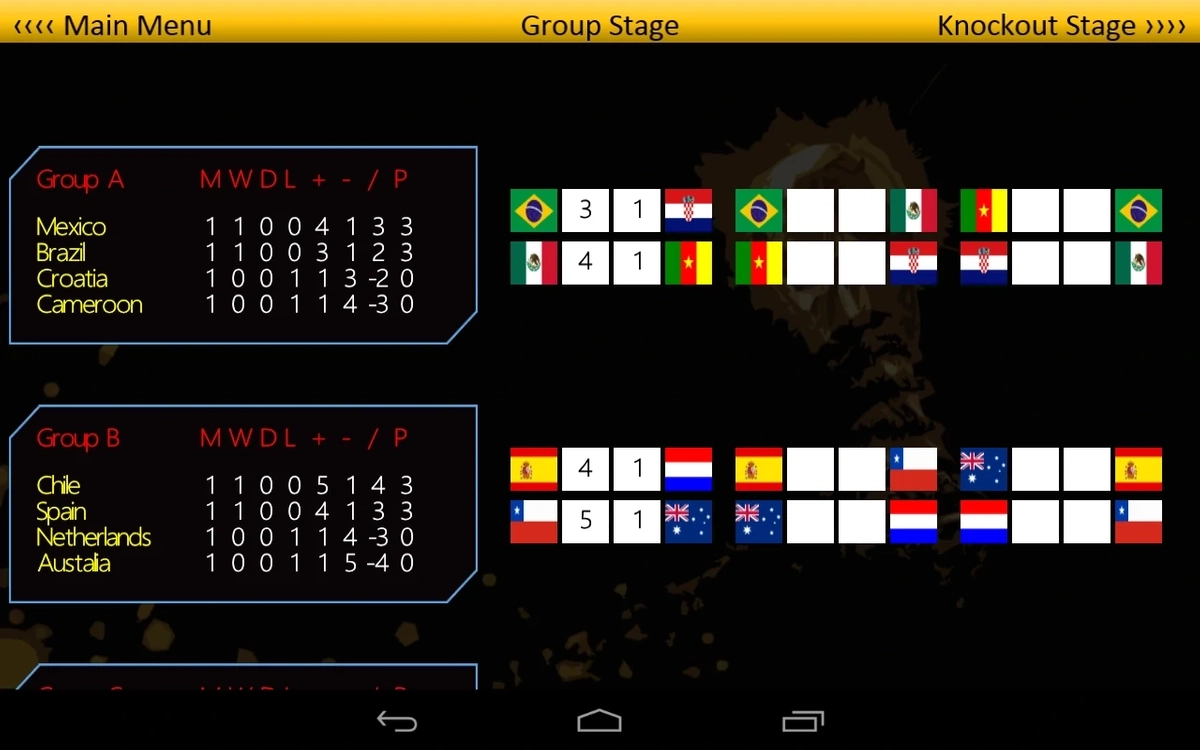 ‹‹‹‹ Main Menu Group Stage Knockout Stage ››››
Group A M W D L + - / P
Mexico 1 1 0 0 4 1 3 3
Brazil 1 1 0 0 3 1 2 3
Croatia 1 0 0 1 1 3 -2 0
Cameroon 1 0 0 1 1 4 -3 0
3 1
4 1
Group B M W D L + - / P
Chile 1 1 0 0 5 1 4 3
Spain 1 1 0 0 4 1 3 3
Netherlands 1 0 0 1 1 4 -3 0
Austalia 1 0 0 1 1 5 -4 0
4 1
5 1